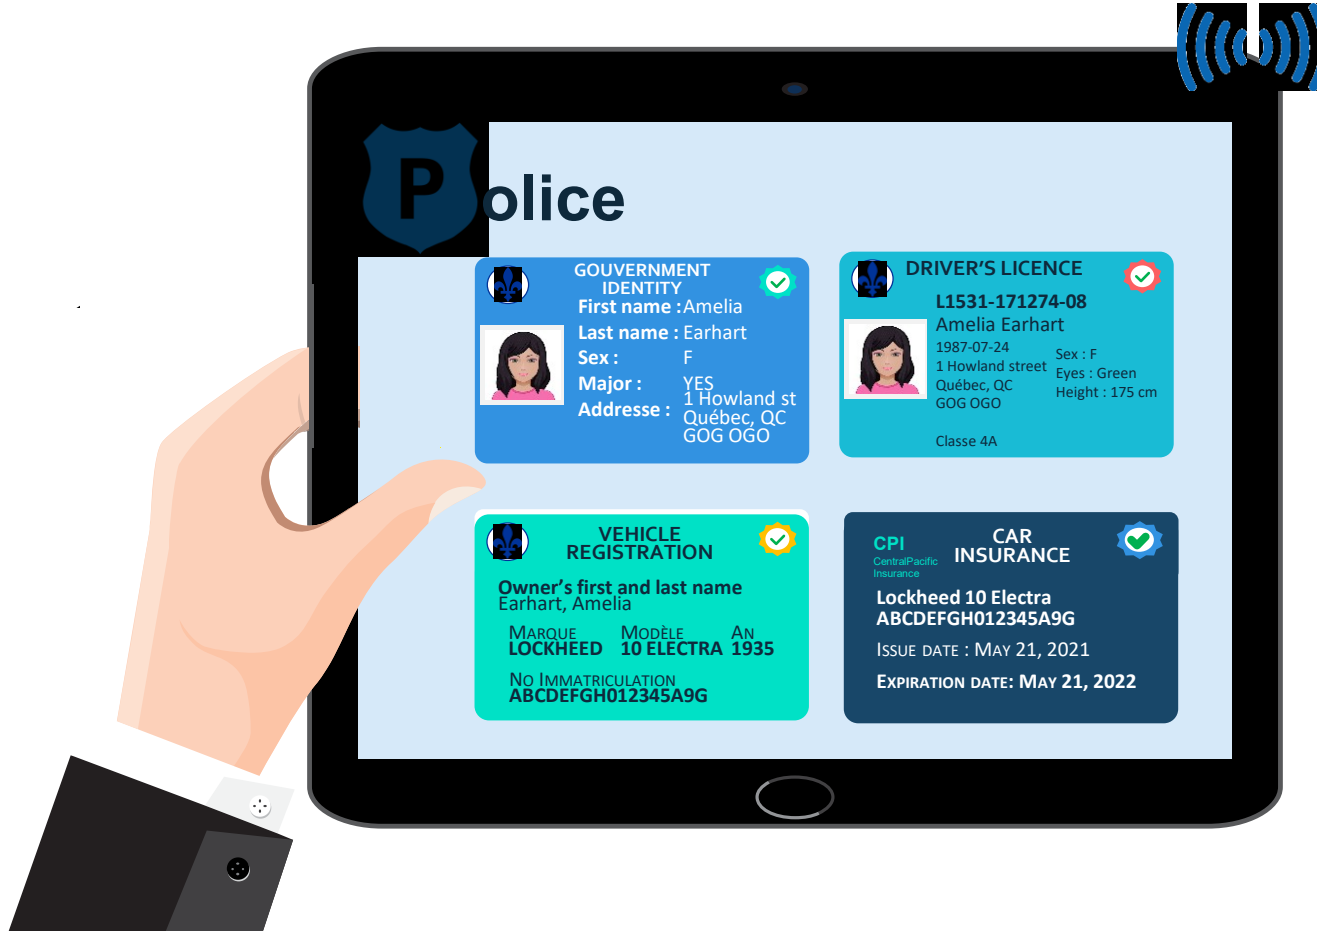 Police
GOUVERNMENT
IDENTITY
First name : Amelia
Last name : Earhart
Sex : F
Major : YES
Addresse : 1 Howland st
Québec, QC
GOG OGO
DRIVER'S LICENCE
L1531-171274-08
Amelia Earhart
1987-07-24
1 Howland street
Québec, QC
GOG OGO
Sex : F
Eyes : Green
Height : 175 cm
Classe 4A
VEHICLE
REGISTRATION
Owner's first and last name
Earhart, Amelia
MARQUE MODÈLE AN
LOCKHEED 10 ELECTRA 1935
NO IMMATRICULATION
ABCDEFGH012345A9G
CPI
CentralPacific
Insurance
CAR
INSURANCE
Lockheed 10 Electra
ABCDEFGH012345A9G
ISSUE DATE : MAY 21, 2021
EXPIRATION DATE: MAY 21, 2022